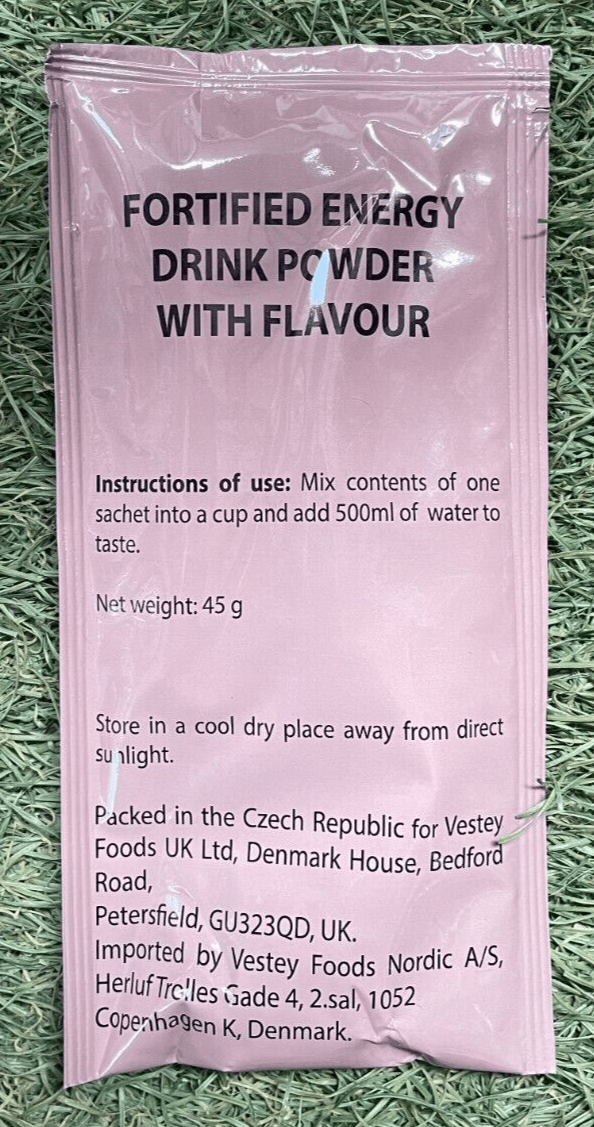 FORTIFIED ENERGY
DRINK POWDER
WITH FLAVOUR
Instructions of use: Mix contents of one
sachet into a cup and add 500ml of water to
taste.
Net weight: 45 g
Store in a cool dry place away from direct
sunlight.
Packed in the Czech Republic for Vestey
Foods UK Ltd, Denmark House, Bedford
Road,
Petersfield, GU323QD, UK.
Imported by Vestey Foods Nordic A/S,
Herluf Trolles Gade 4, 2.sal, 1052
Copenhagen K, Denmark.